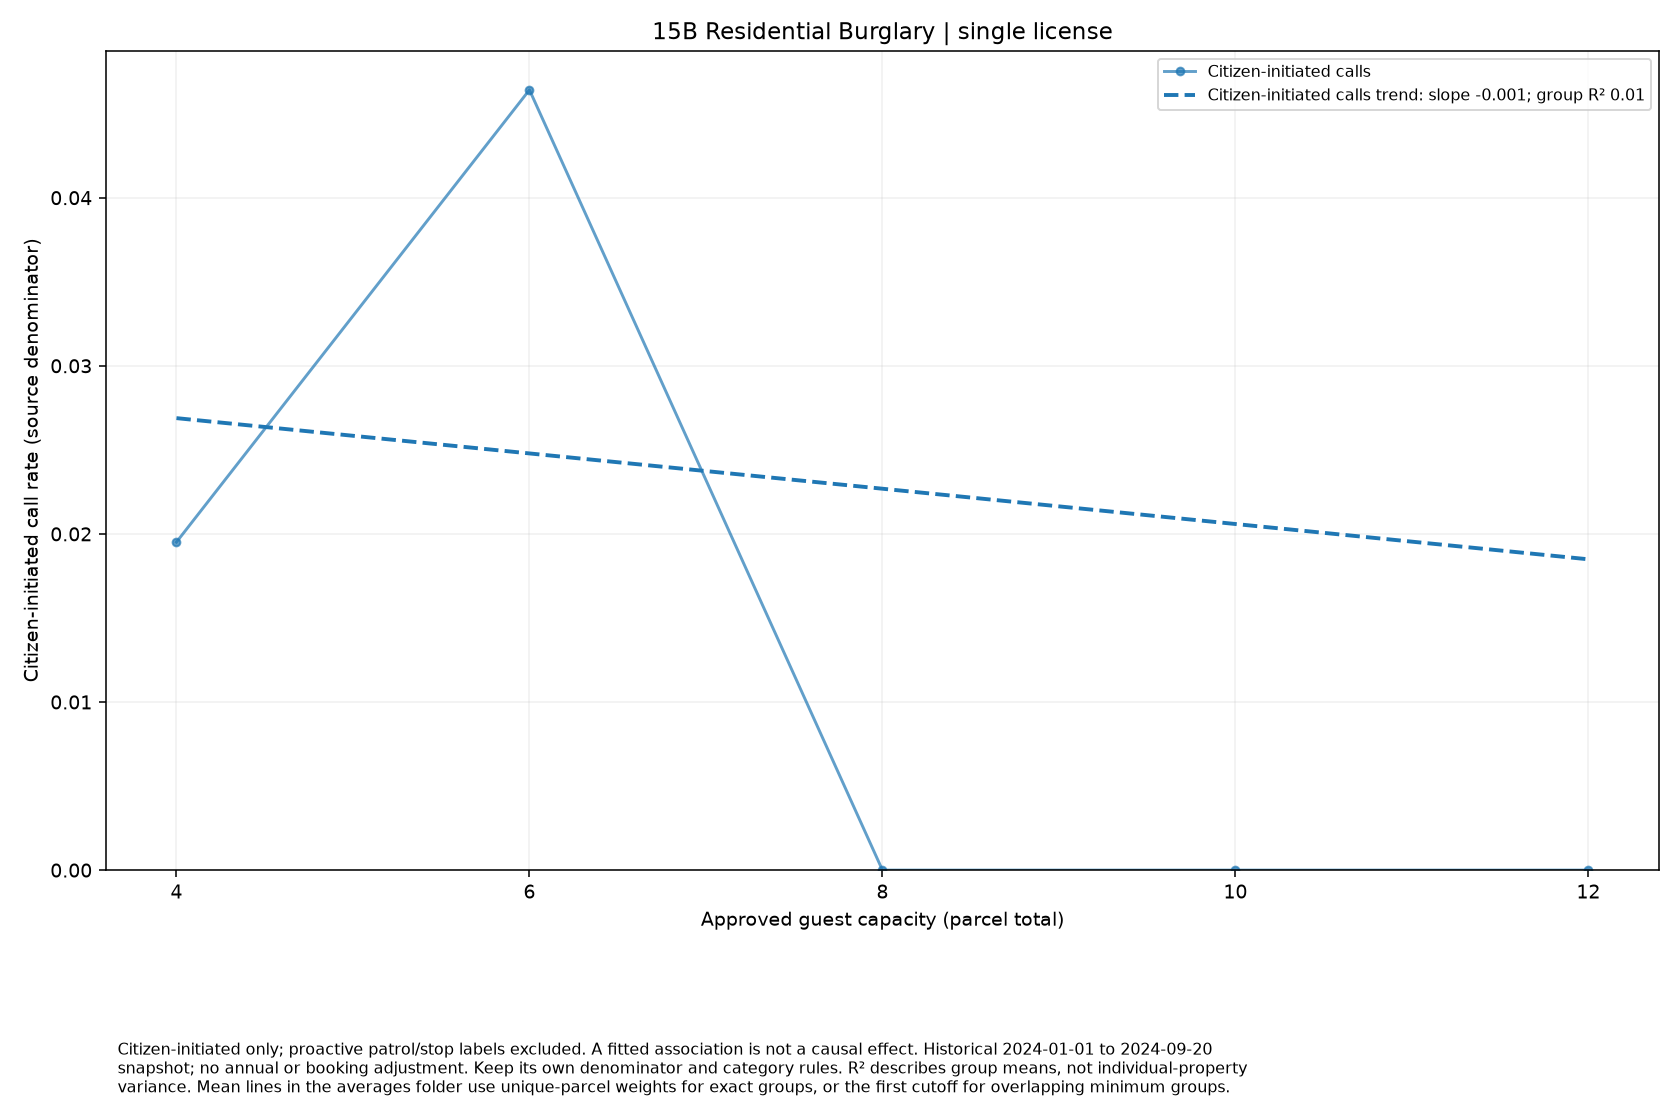 15B Residential Burglary | single license
Citizen-initiated calls
Citizen-initiated calls trend: slope -0.001; group R² 0.01
Citizen-initiated call rate (source denominator)
0.04
0.03
0.02
0.01
0.00
4
6
8
10
12
Approved guest capacity (parcel total)
Citizen-initiated only; proactive patrol/stop labels excluded. A fitted association is not a causal effect. Historical 2024-01-01 to 2024-09-20
snapshot; no annual or booking adjustment. Keep its own denominator and category rules. R² describes group means, not individual-property
variance. Mean lines in the averages folder use unique-parcel weights for exact groups, or the first cutoff for overlapping minimum groups.